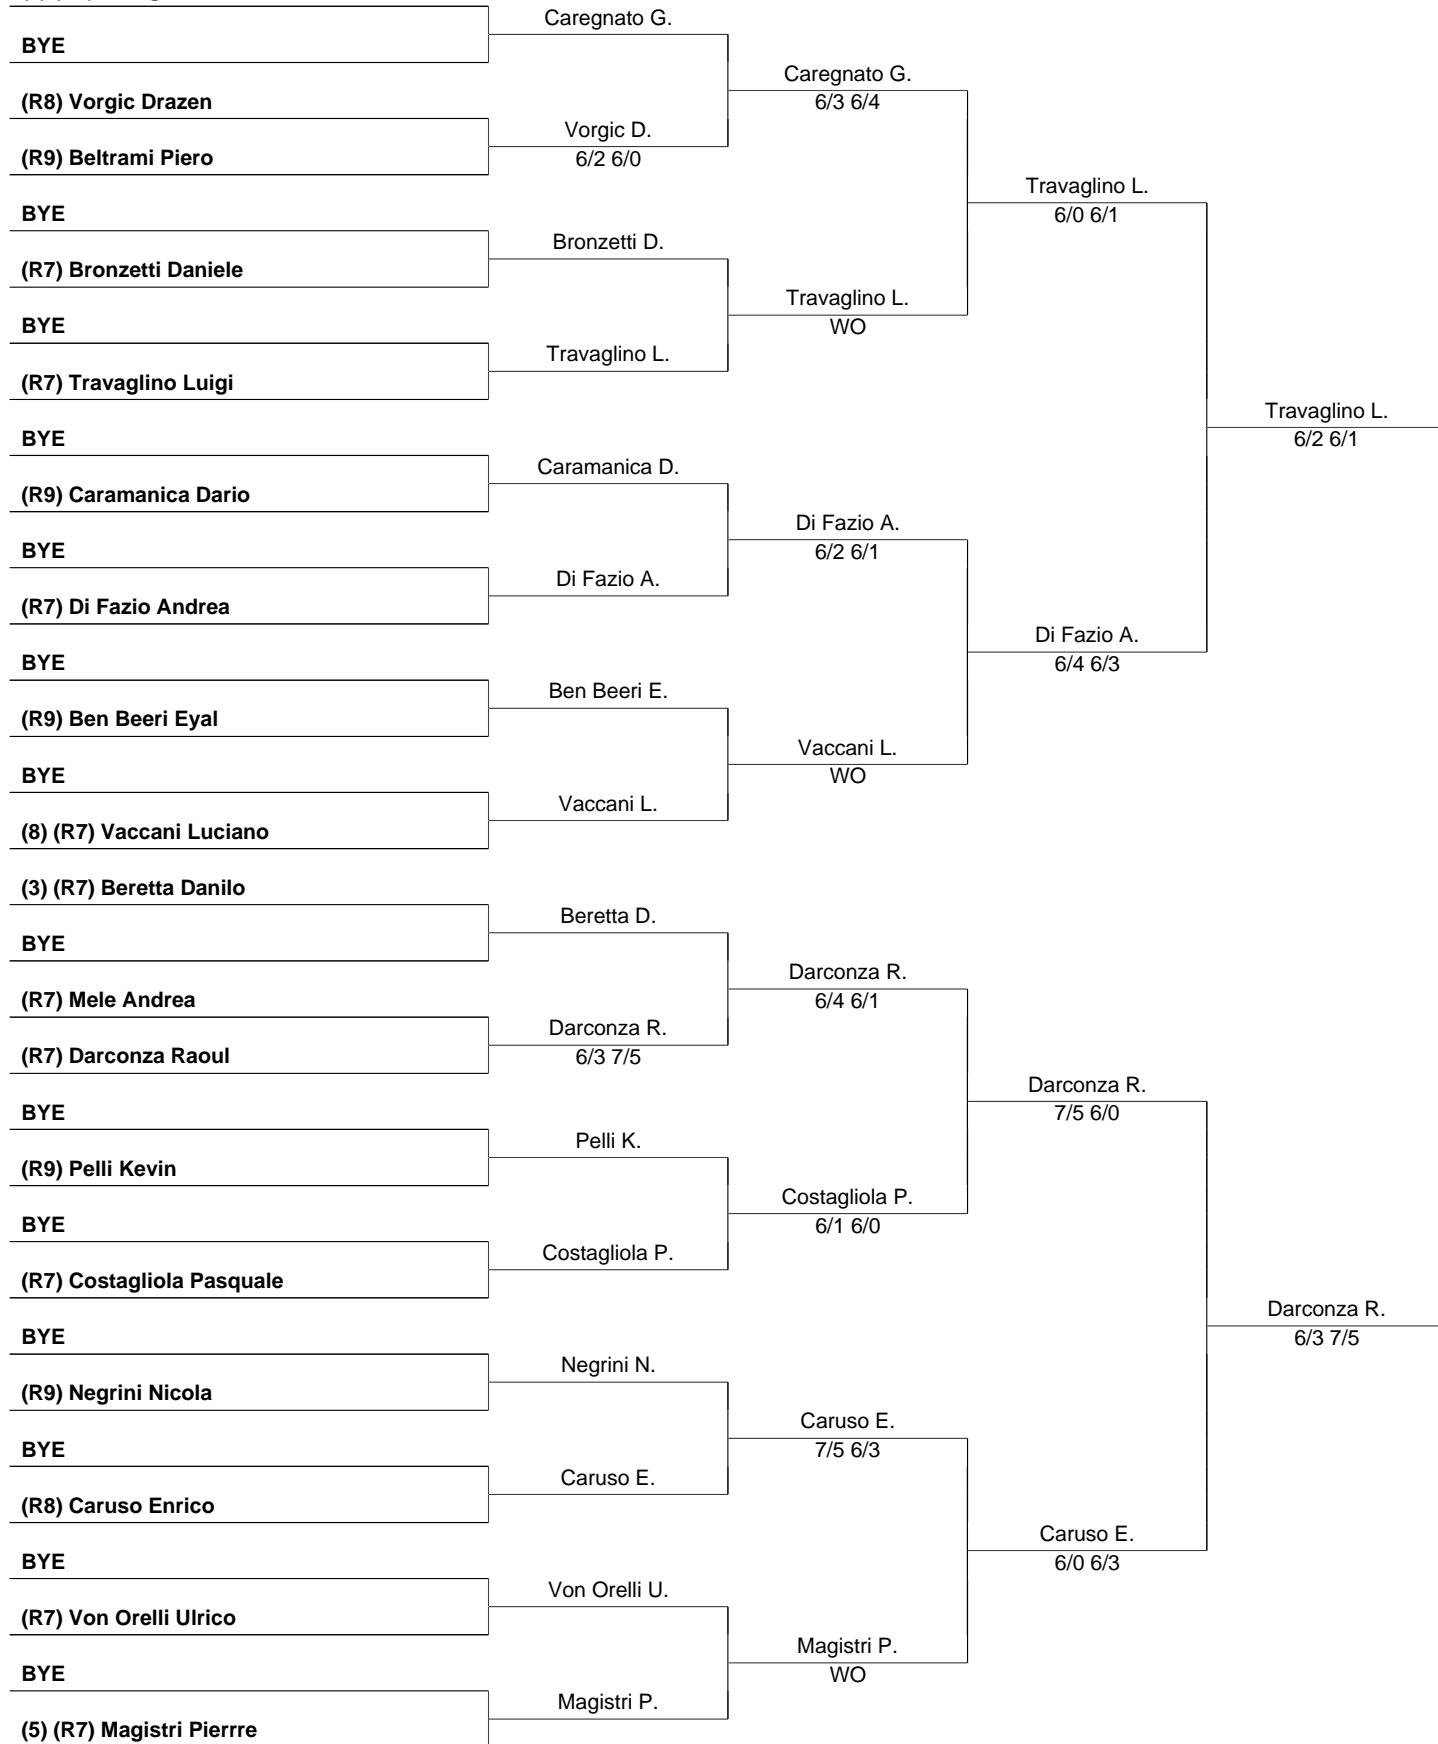 BYE
(R8) Vorgic Drazen
(R9) Beltrami Piero
BYE
(R7) Bronzetti Daniele
BYE
(R7) Travaglino Luigi
BYE
(R9) Caramanica Dario
BYE
(R7) Di Fazio Andrea
BYE
(R9) Ben Beeri Eyal
BYE
(8) (R7) Vaccani Luciano
(3) (R7) Beretta Danilo
BYE
(R7) Mele Andrea
(R7) Darconza Raoul
BYE
(R9) Pelli Kevin
BYE
(R7) Costagliola Pasquale
BYE
(R9) Negrini Nicola
BYE
(R8) Caruso Enrico
BYE
(R7) Von Orelli Ulrico
BYE
(5) (R7) Magistri Pierrre
Caregnato G.
Vorgic D.
6/2 6/0
Bronzetti D.
Travaglino L.
Caramanica D.
Di Fazio A.
Ben Beeri E.
Vaccani L.
Beretta D.
Darconza R.
6/3 7/5
Pelli K.
Costagliola P.
Negrini N.
Caruso E.
Von Orelli U.
Magistri P.
Caregnato G.
6/3 6/4
Travaglino L.
WO
Di Fazio A.
6/2 6/1
Vaccani L.
WO
Darconza R.
6/4 6/1
Costagliola P.
6/1 6/0
Caruso E.
7/5 6/3
Magistri P.
WO
Travaglino L.
6/0 6/1
Di Fazio A.
6/4 6/3
Darconza R.
7/5 6/0
Caruso E.
6/0 6/3
Travaglino L.
6/2 6/1
Darconza R.
6/3 7/5